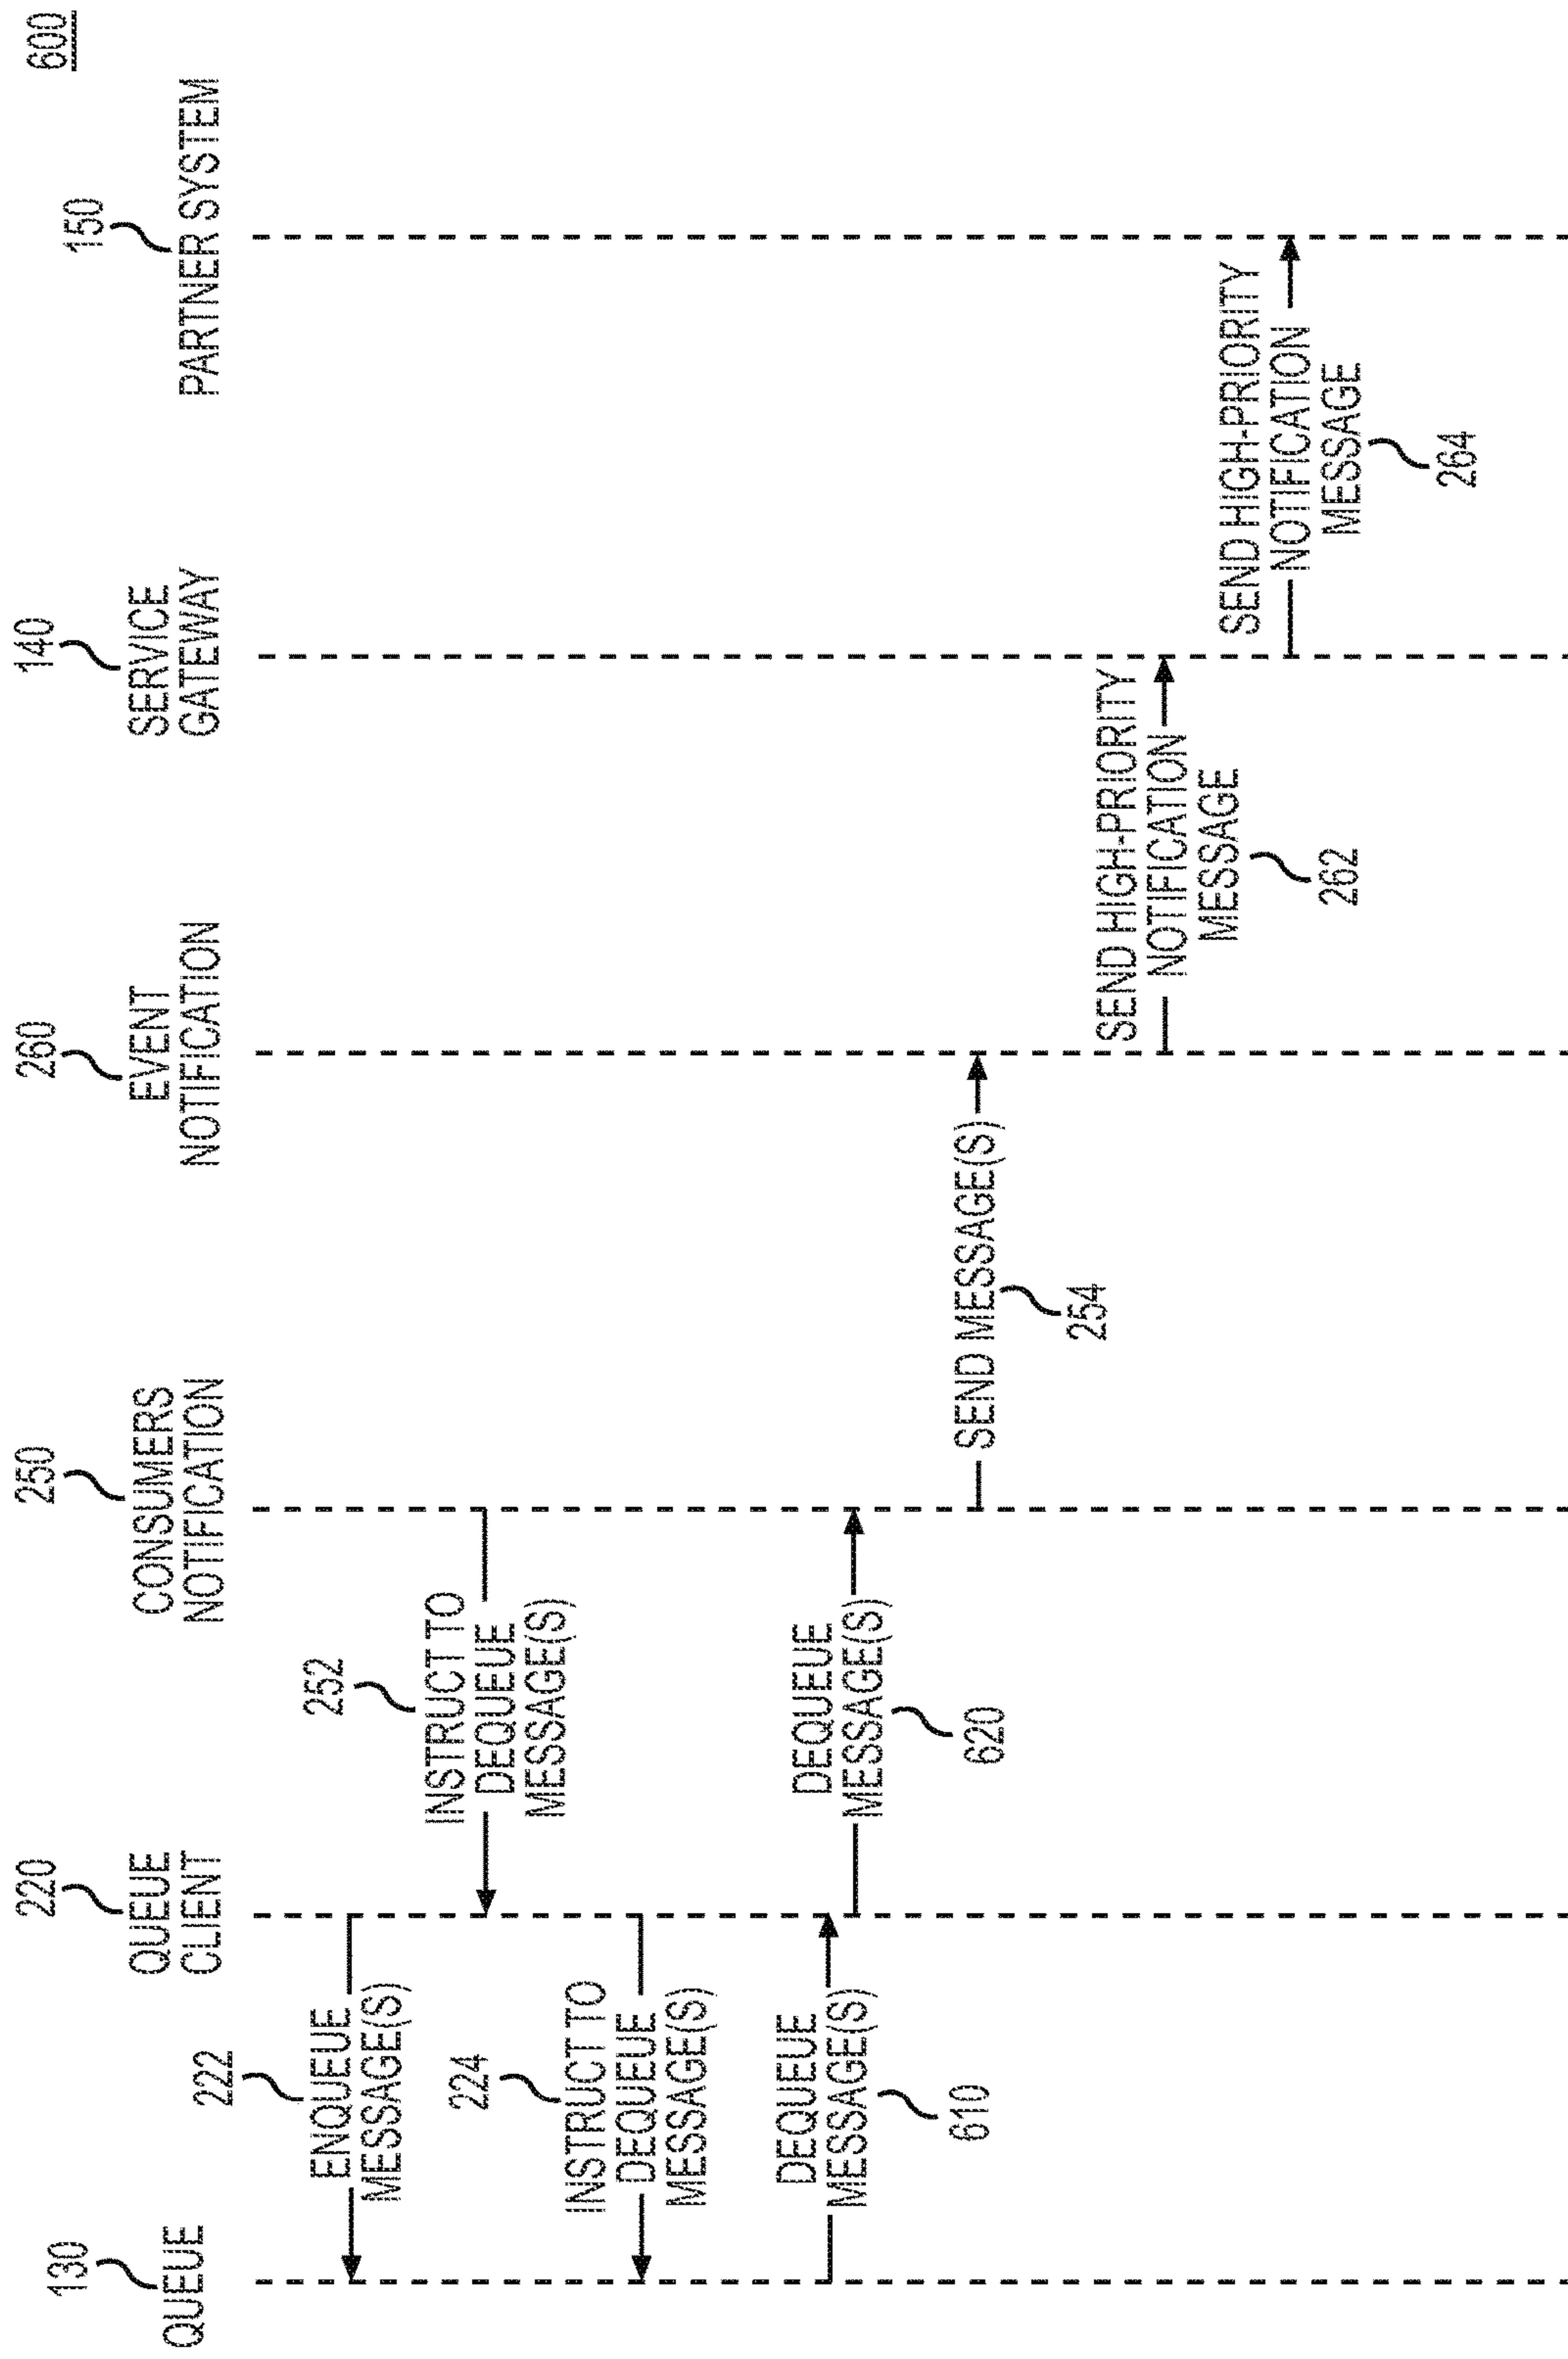 600
130
QUEUE
220
QUEUE
CLIENT
250
CONSUMERS
NOTIFICATION
260
EVENT
NOTIFICATION
140
SERVICE
GATEWAY
150
PARTNER SYSTEM
222
ENQUEUE
MESSAGE(S)
252
INSTRUCT TO
DEQUEUE
MESSAGE(S)
224
INSTRUCT TO
DEQUEUE
MESSAGE(S)
DEQUEUE
MESSAGE(S)
610
DEQUEUE
MESSAGE(S)
620
SEND MESSAGE(S)
254
SEND HIGH-PRIORITY
NOTIFICATION
MESSAGE
262
SEND HIGH-PRIORITY
NOTIFICATION
MESSAGE
264